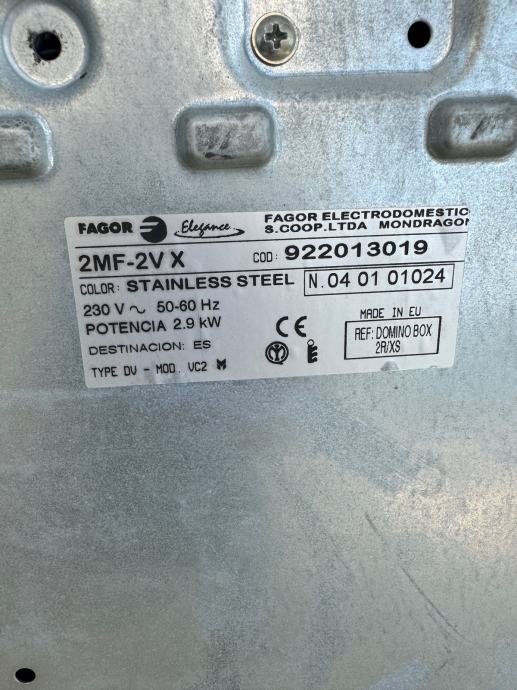 FAGOR Elegance
FAGOR ELECTRODOMESTIC
S.COOP.LTDA MONDRAGON
2MF-2V X COD: 922013019
COLOR: STAINLESS STEEL N. 04 01 01024
230 V ~ 50-60 Hz
POTENCIA 2.9 kW
DESTINACION: ES
TYPE DV - MOD. VC2
CE
MADE IN EU
REF: DOMINO BOX
2R/XS